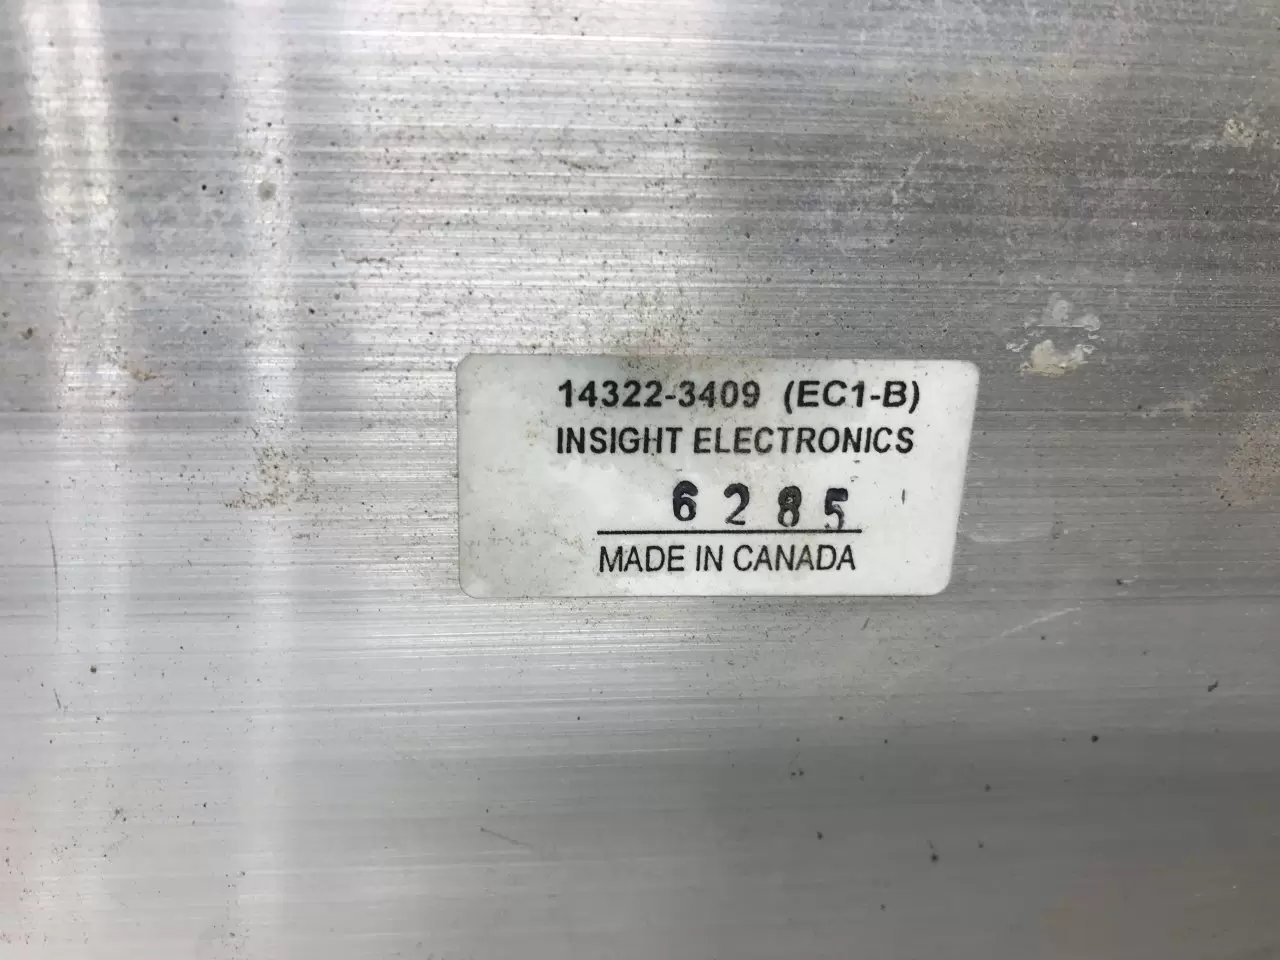 14322-3409 (EC1-B)
INSIGHT ELECTRONICS
6285
MADE IN CANADA